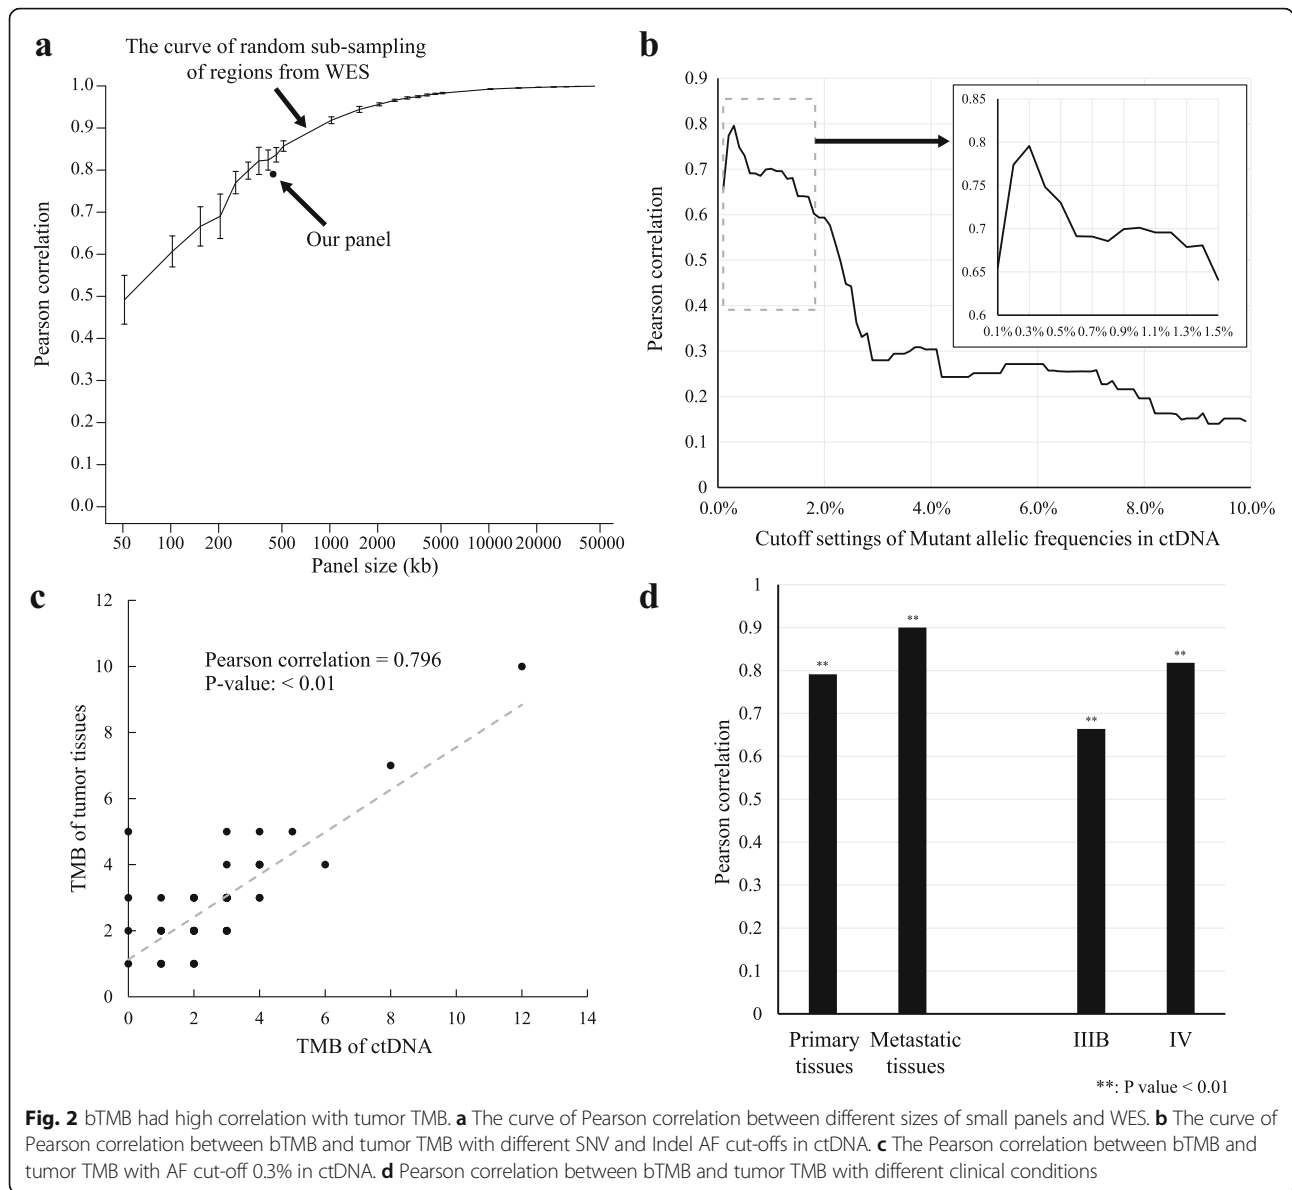 a
The curve of random sub-sampling
of regions from WES
1.0
0.9
0.8
0.7
0.6
0.5
0.4
0.3
0.2
0.1
0.0
Pearson correlation
Our panel
50 100 200 500 1000 2000 5000 10000 20000 50000
Panel size (kb)
b
0.9
0.8
0.7
0.6
0.5
0.4
0.3
0.2
0.1
0
Pearson correlation
0.85
0.8
0.75
0.7
0.65
0.6
0.1% 0.3% 0.5% 0.7% 0.9% 1.1% 1.3% 1.5%
0.0% 2.0% 4.0% 6.0% 8.0% 10.0%
Cutoff settings of Mutant allelic frequencies in ctDNA
c
12
10
8
6
4
2
0
TMB of tumor tissues
Pearson correlation = 0.796
P-value: < 0.01
0 2 4 6 8 10 12 14
TMB of ctDNA
d
1
0.9
0.8
0.7
0.6
0.5
0.4
0.3
0.2
0.1
0
Pearson correlation
**
**
**
**
Primary Metastatic IIIB IV
tissues tissues
**: P value < 0.01
Fig. 2 bTMB had high correlation with tumor TMB. a The curve of Pearson correlation between different sizes of small panels and WES. b The curve of
Pearson correlation between bTMB and tumor TMB with different SNV and Indel AF cut-offs in ctDNA. c The Pearson correlation between bTMB and
tumor TMB with AF cut-off 0.3% in ctDNA. d Pearson correlation between bTMB and tumor TMB with different clinical conditions